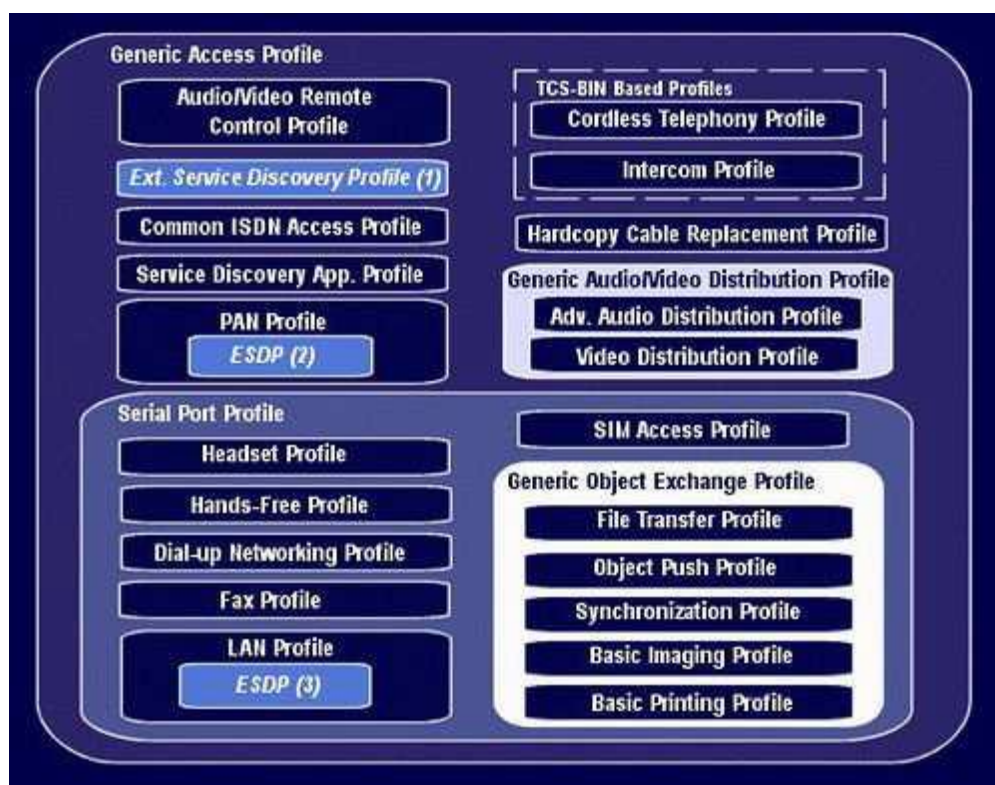 Generic Access Profile
Audio/Video Remote
Control Profile
Ext. Service Discovery Profile (1)
Common ISDN Access Profile
Service Discovery App. Profile
PAN Profile
ESDP (2)
TCS-BIN Based Profiles
Cordless Telephony Profile
Intercom Profile
Hardcopy Cable Replacement Profile
Generic Audio/Video Distribution Profile
Adv. Audio Distribution Profile
Video Distribution Profile
Serial Port Profile
Headset Profile
Hands-Free Profile
Dial-up Networking Profile
Fax Profile
LAN Profile
ESDP (3)
SIM Access Profile
Generic Object Exchange Profile
File Transfer Profile
Object Push Profile
Synchronization Profile
Basic Imaging Profile
Basic Printing Profile